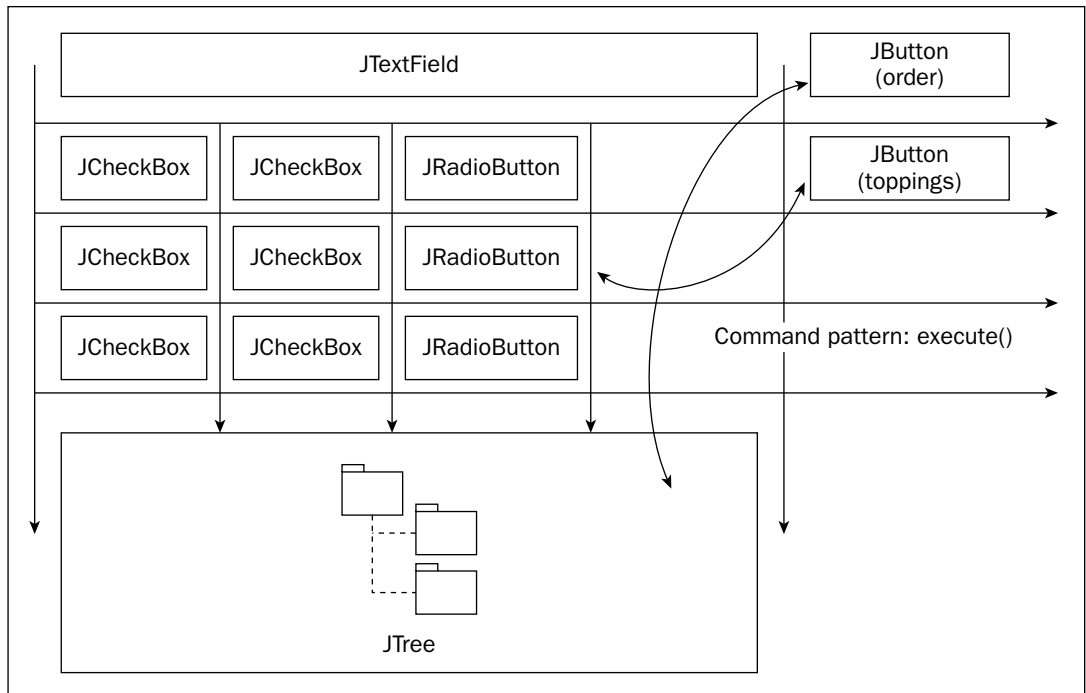 JTextField
JButton
(order)
JCheckBox
JCheckBox
JRadioButton
JButton
(toppings)
JCheckBox
JCheckBox
JRadioButton
JCheckBox
JCheckBox
JRadioButton
Command pattern: execute()
JTree